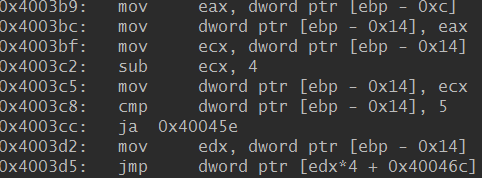 0x4003b9: mov eax, dword ptr [ebp - 0xc]
0x4003bc: mov dword ptr [ebp - 0x14], eax
0x4003bf: mov ecx, dword ptr [ebp - 0x14]
0x4003c2: sub ecx, 4
0x4003c5: mov dword ptr [ebp - 0x14], ecx
0x4003c8: cmp dword ptr [ebp - 0x14], 5
0x4003cc: ja 0x40045e
0x4003d2: mov edx, dword ptr [ebp - 0x14]
0x4003d5: jmp dword ptr [edx*4 + 0x40046c]